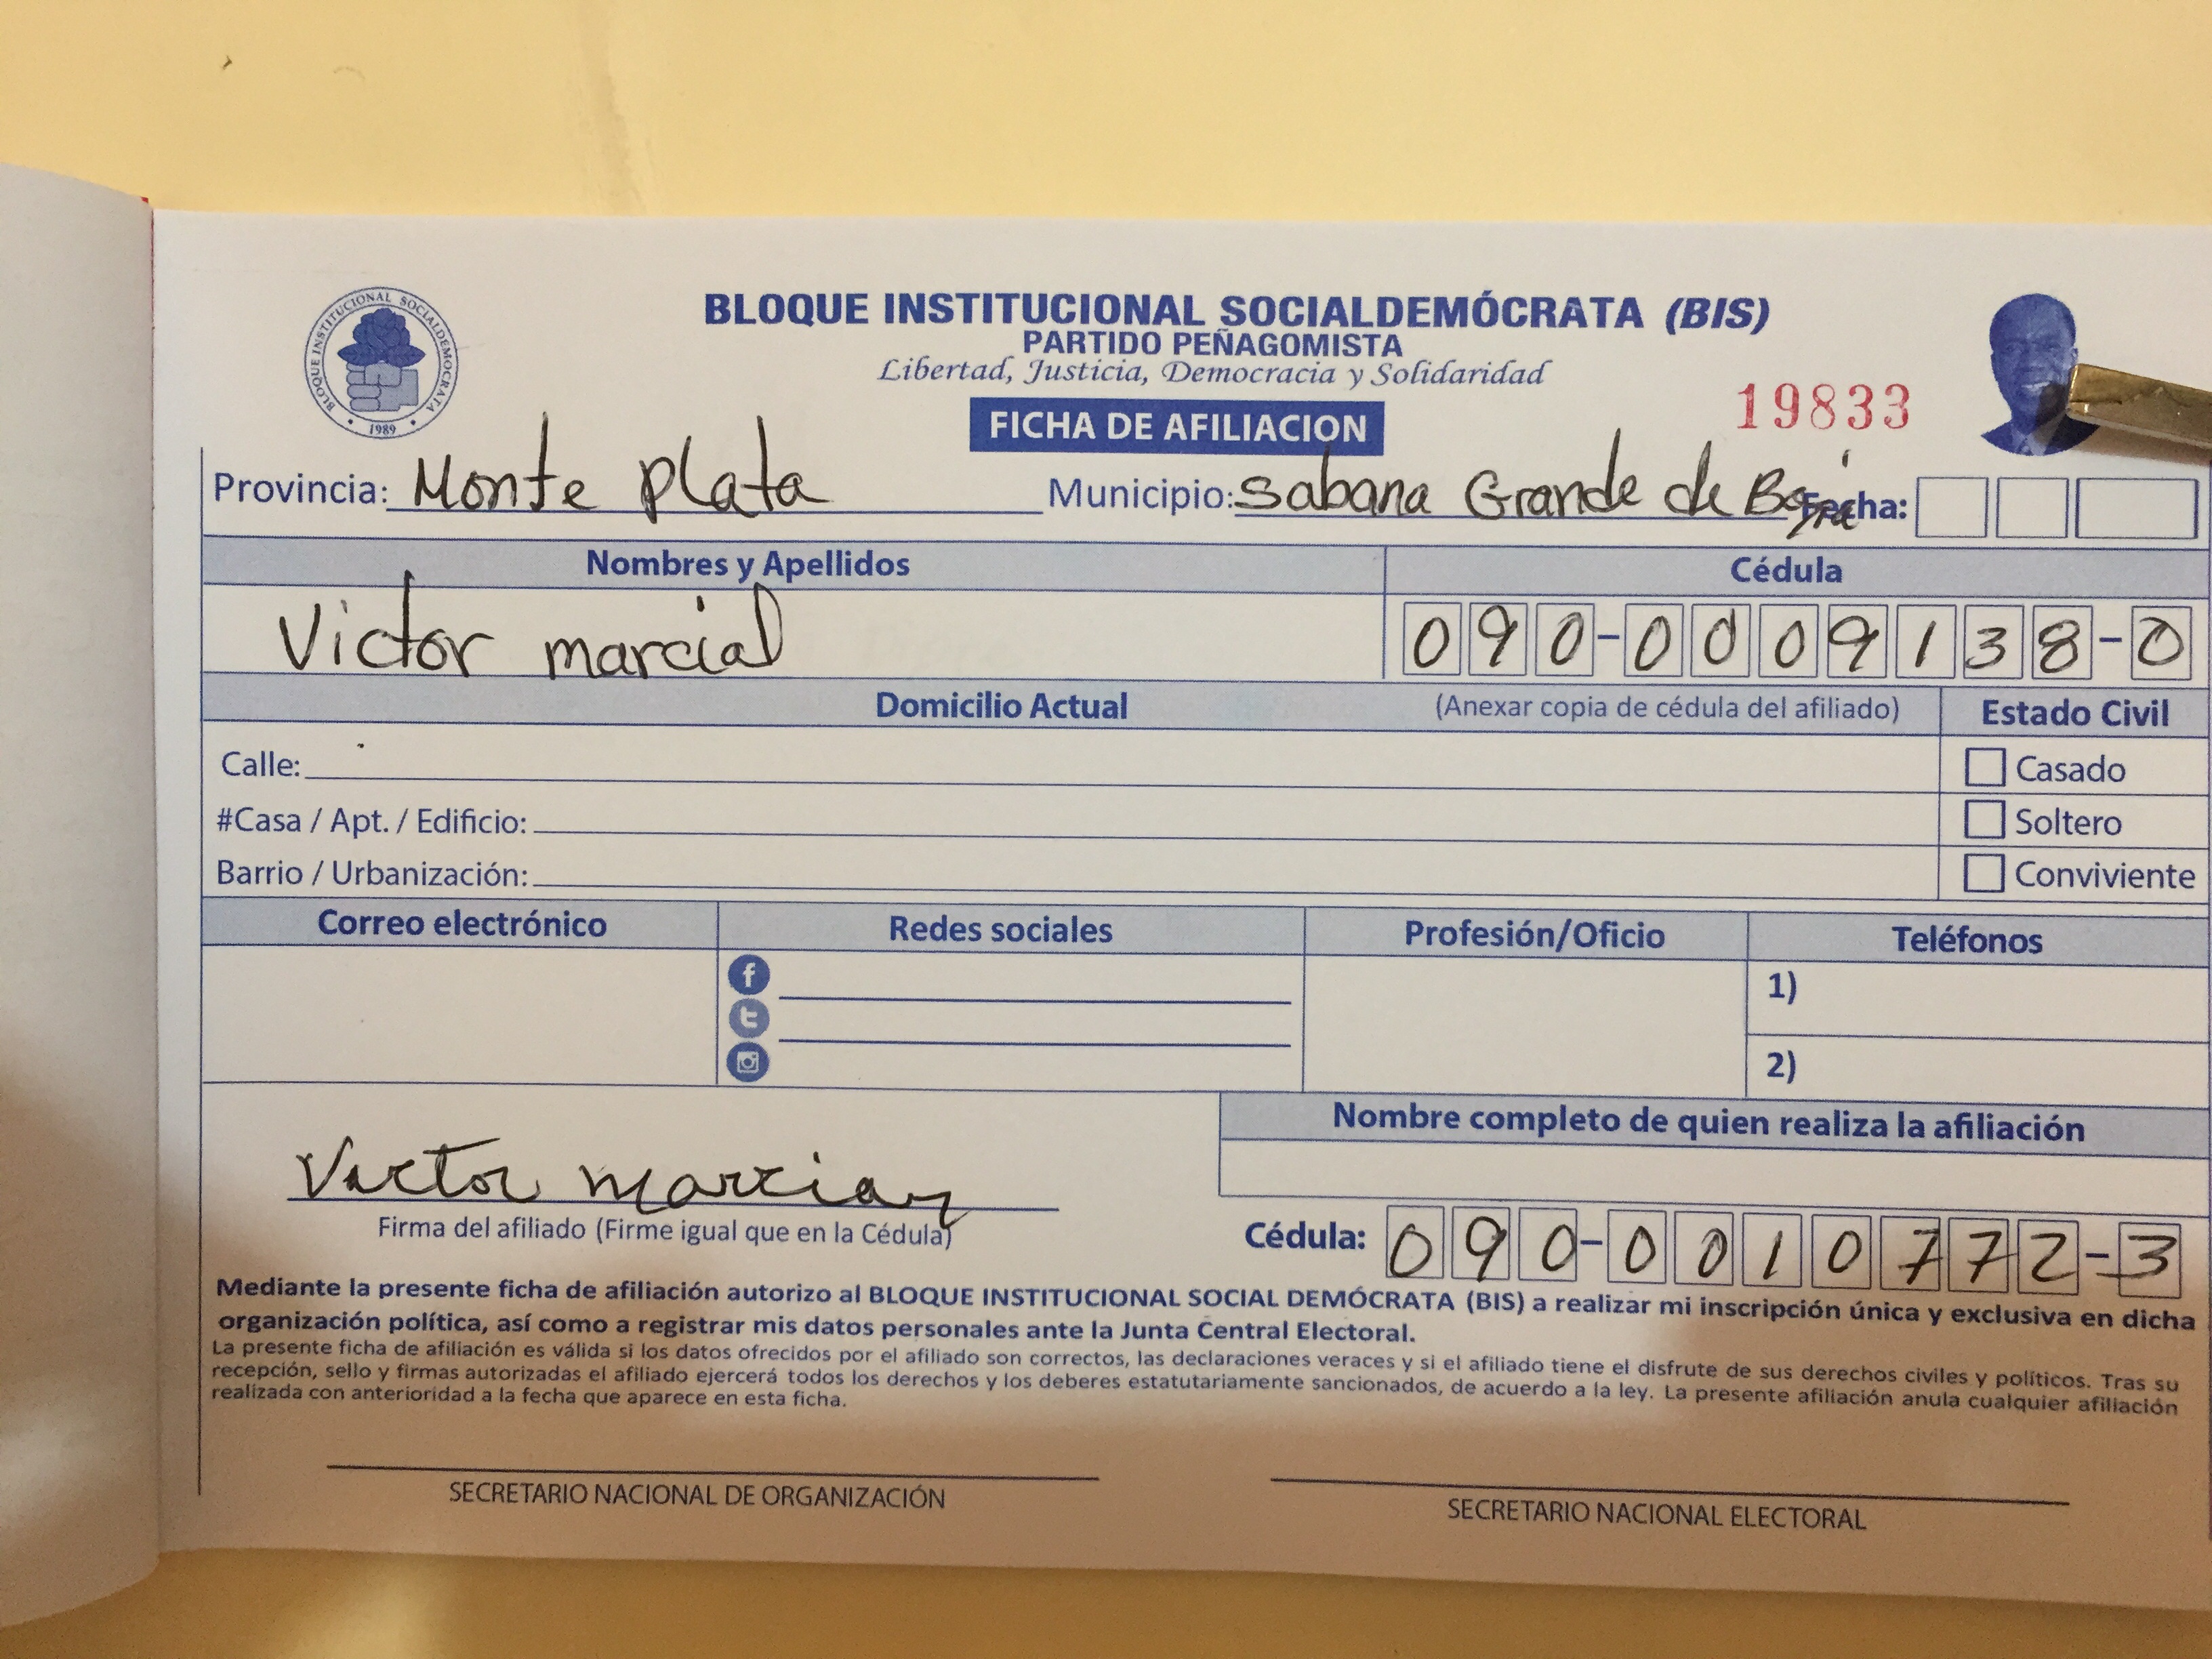 BLOQUE INSTITUCIONAL SOCIALDEMOCRATA
1989
BLOQUE INSTITUCIONAL SOCIALDEMÓCRATA (BIS)
PARTIDO PEÑAGOMISTA
Libertad, Justicia, Democracia y Solidaridad
19833
FICHA DE AFILIACION
Provincia: Monte Plata Municipio: Sabana Grande de Boyá Fecha:
Nombres y Apellidos Cédula
Victor marcial 090-0009138-0
Domicilio Actual (Anexar copia de cédula del afiliado) Estado Civil
Calle: Casado
#Casa / Apt. / Edificio: Soltero
Barrio / Urbanización: Conviviente
Correo electrónico Redes sociales Profesión/Oficio Teléfonos
1)
2)
Nombre completo de quien realiza la afiliación
Victor marcial
Firma del afiliado (Firme igual que en la Cédula) Cédula: 090-0010772-3
Mediante la presente ficha de afiliación autorizo al BLOQUE INSTITUCIONAL SOCIAL DEMÓCRATA (BIS) a realizar mi inscripción única y exclusiva en dicha
organización política, así como a registrar mis datos personales ante la Junta Central Electoral.
La presente ficha de afiliación es válida si los datos ofrecidos por el afiliado son correctos, las declaraciones veraces y si el afiliado tiene el disfrute de sus derechos civiles y políticos. Tras su
recepción, sello y firmas autorizadas el afiliado ejercerá todos los derechos y los deberes estatutariamente sancionados, de acuerdo a la ley. La presente afiliación anula cualquier afiliación
realizada con anterioridad a la fecha que aparece en esta ficha.
SECRETARIO NACIONAL DE ORGANIZACIÓN SECRETARIO NACIONAL ELECTORAL